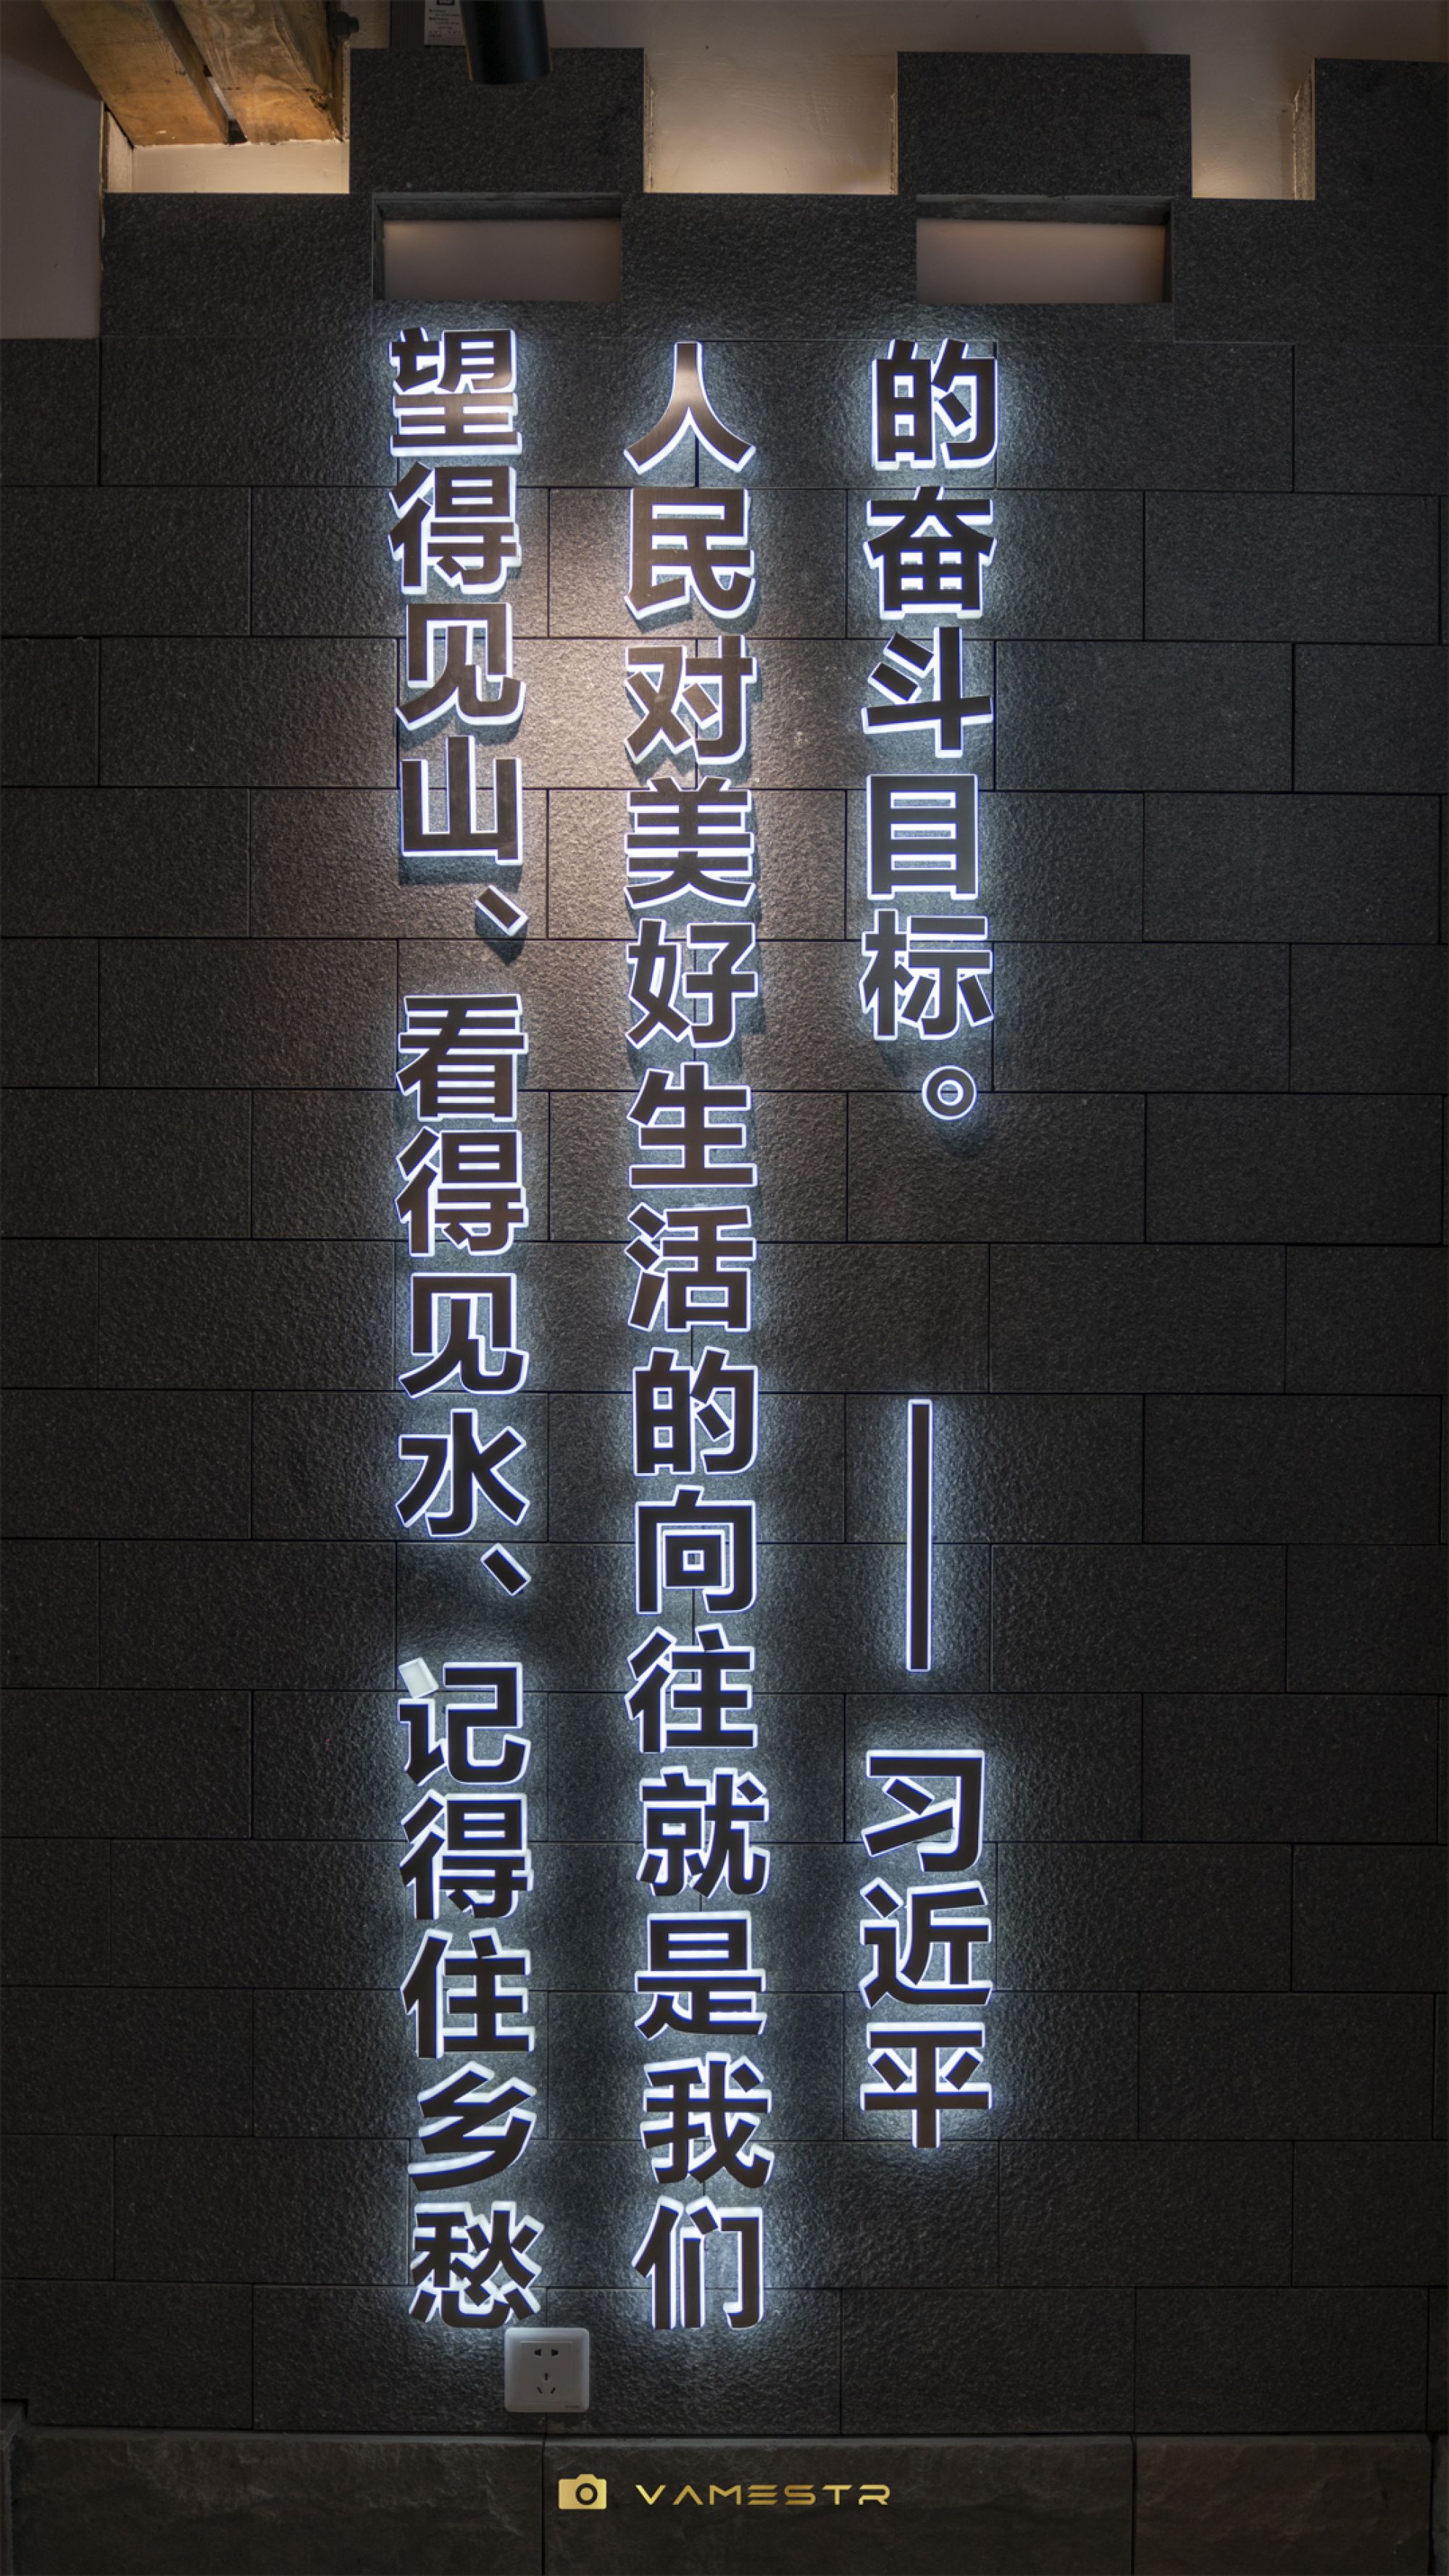 望得见山、看得见水、记得住乡愁
人民对美好生活的向往就是我们
的奋斗目标。——习近平
VAMESTR